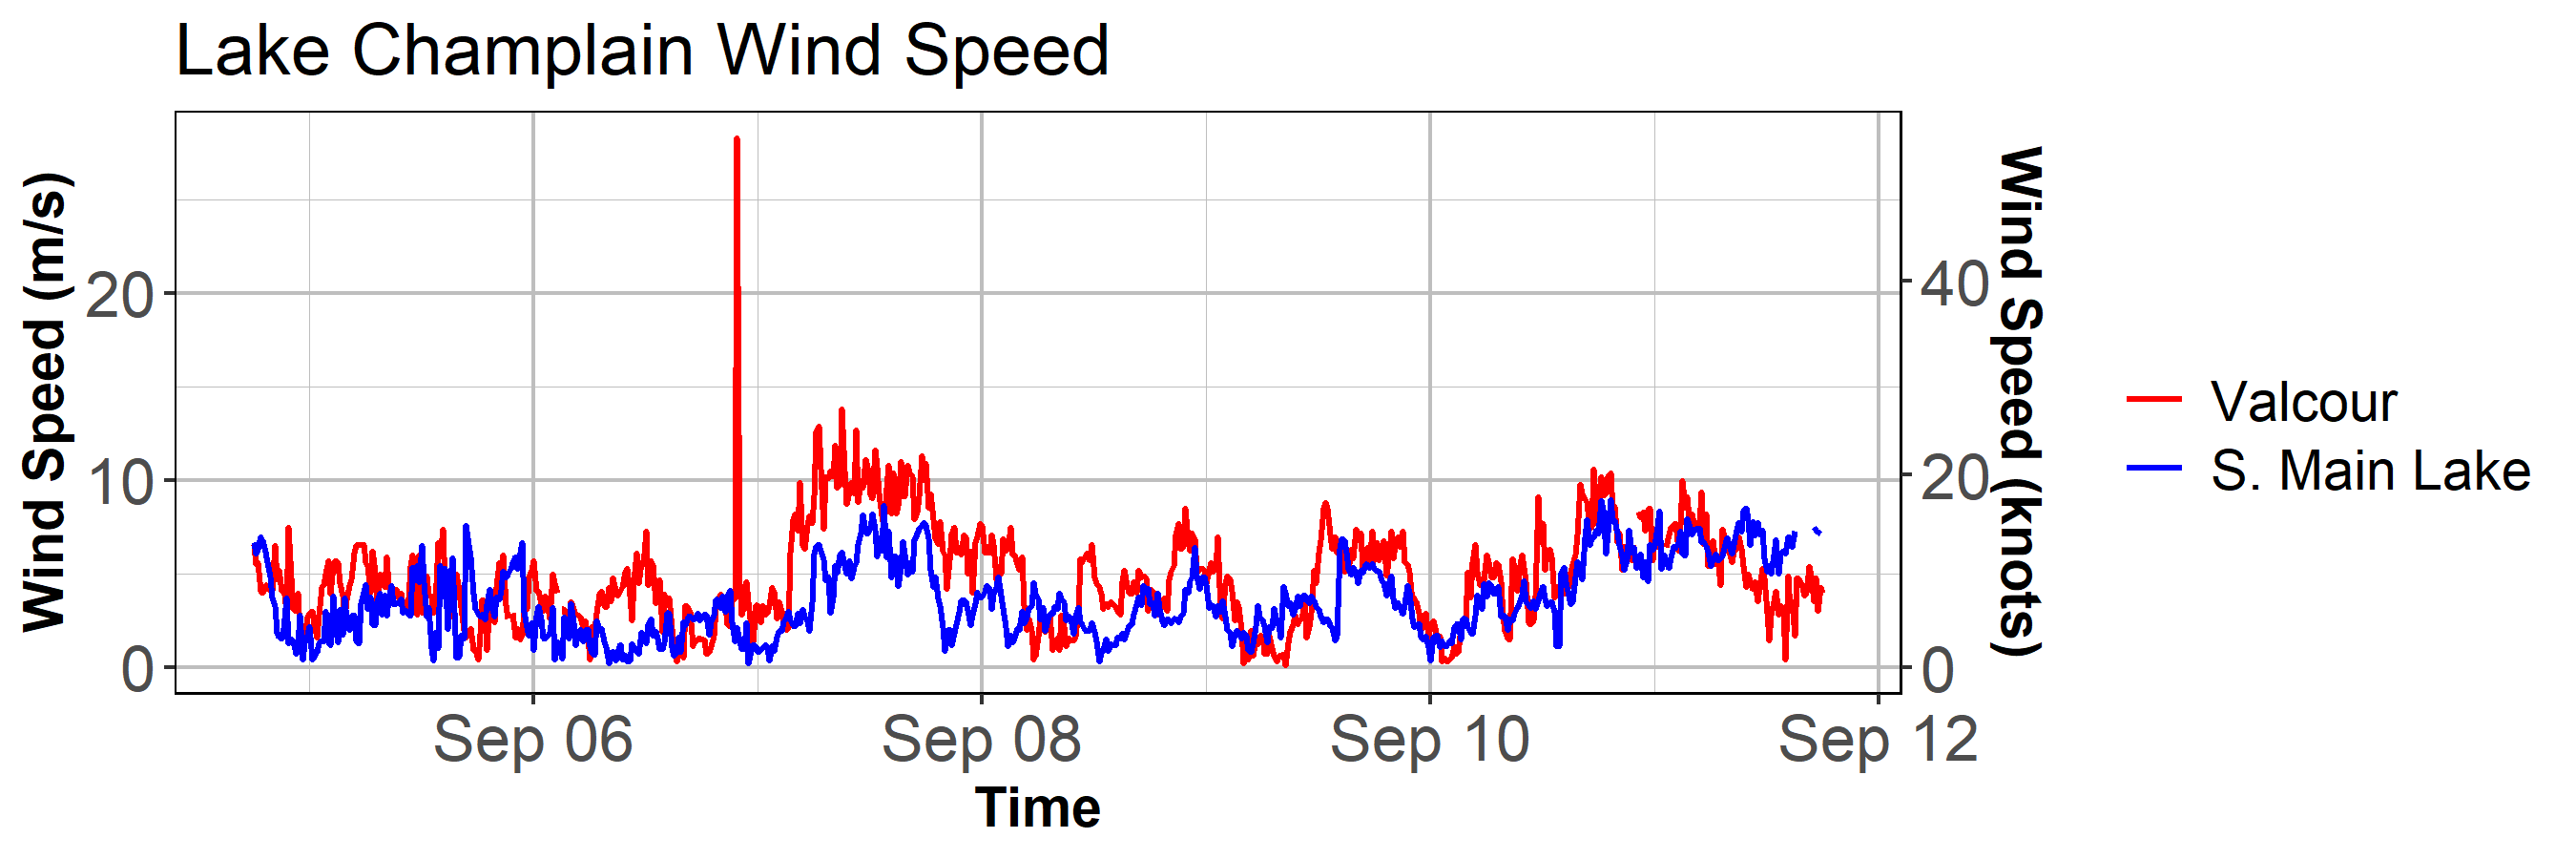 Lake Champlain Wind Speed
Wind Speed (m/s)
20
10
0
40
20
0
Wind Speed (knots)
Sep 06
Sep 08
Sep 10
Sep 12
Time
Valcour
S. Main Lake